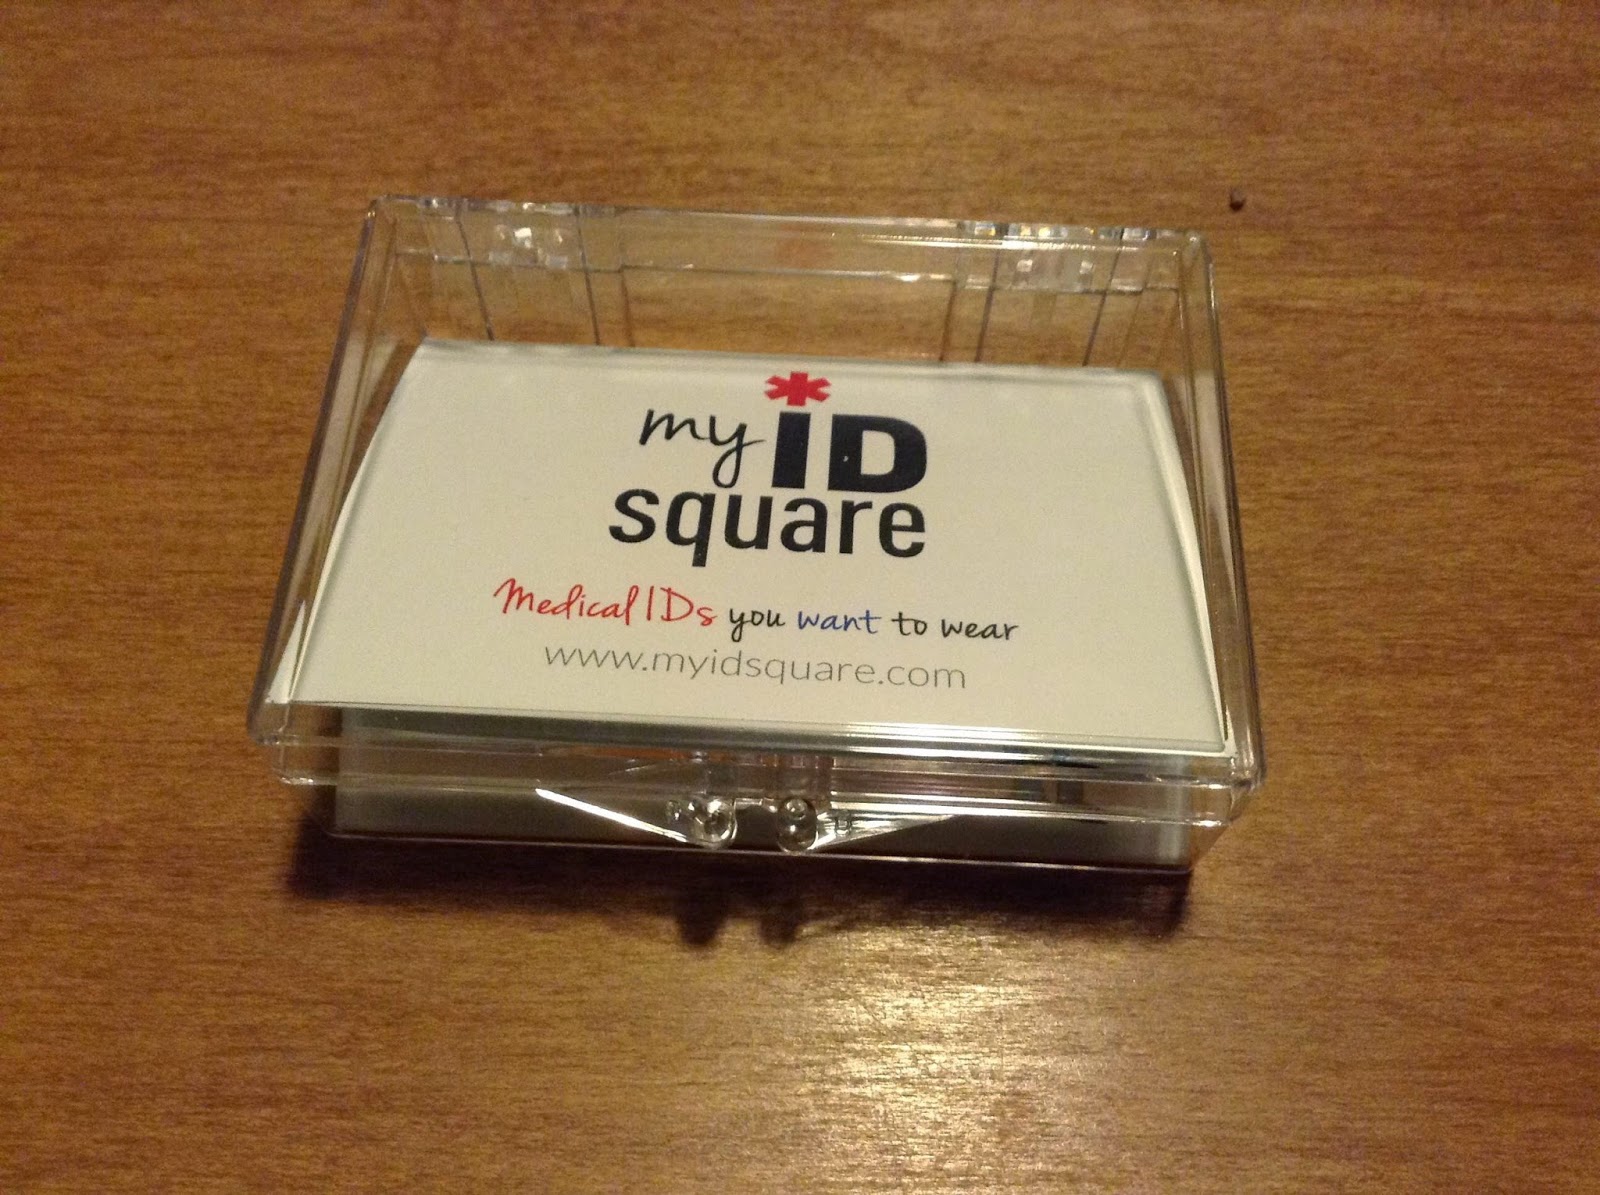 my ID
square
Medical IDs you want to wear
www.myidsquare.com